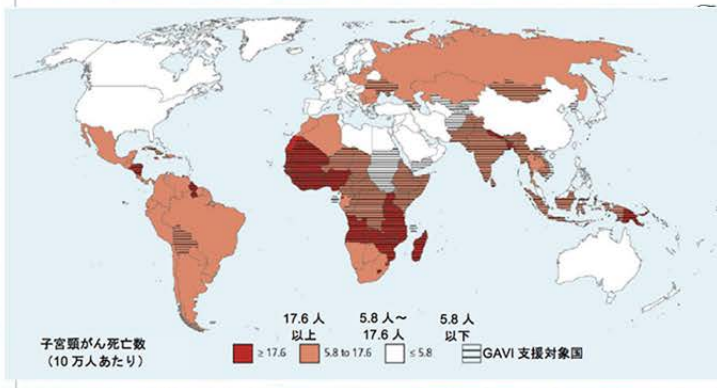 17.6 人
以上
5.8 人～
17.6 人
5.8 人
以下
子宮頸がん死亡数
（10 万人あたり）
≥ 17.6
5.8 to 17.6
≤ 5.8
GAVI 支援対象国